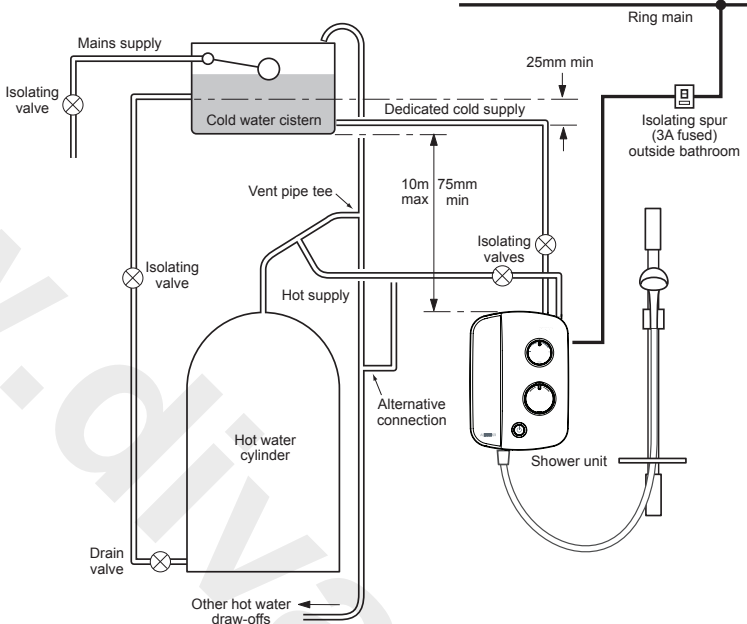 Ring main
Mains supply
25mm min
Isolating
valve
Dedicated cold supply
Cold water cistern
Isolating spur
(3A fused)
outside bathroom
Vent pipe tee
10m
max
75mm
min
Isolating
valves
Isolating
valve
Hot supply
Alternative
connection
Hot water
cylinder
Shower unit
Drain
valve
Other hot water
draw-offs